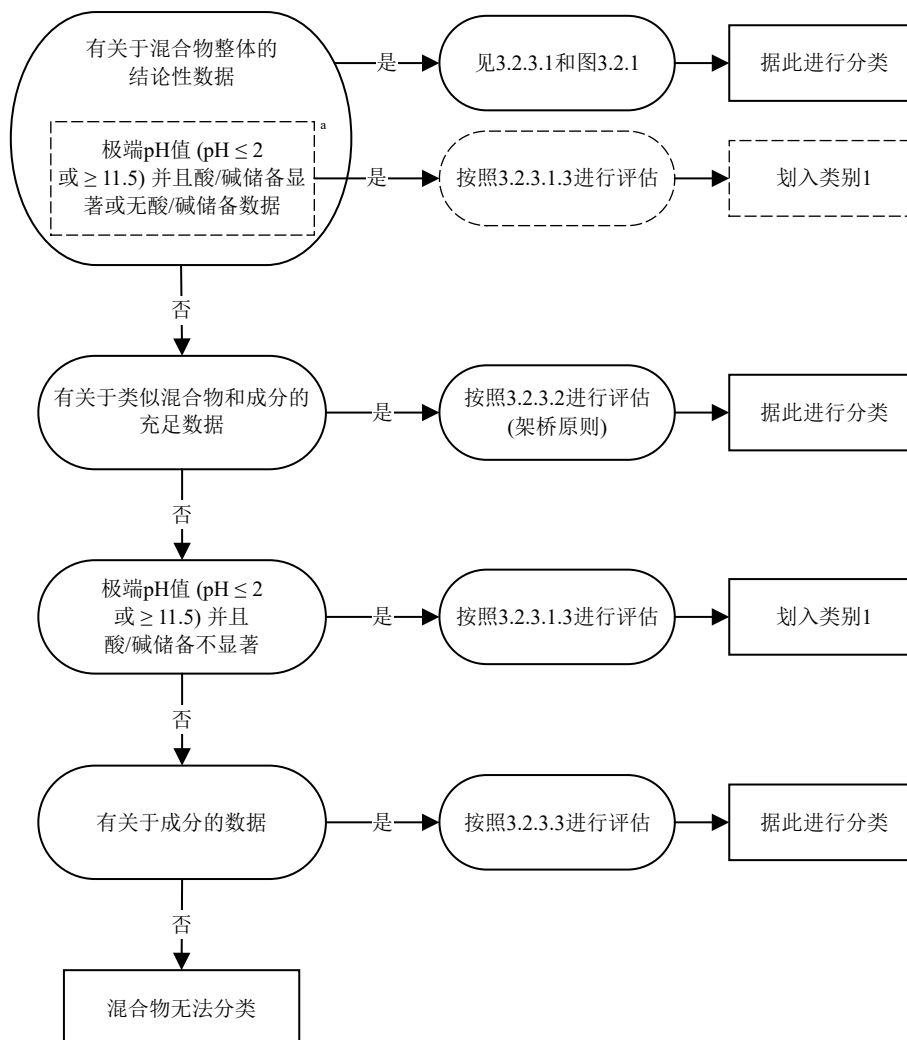 有关于混合物整体的
结论性数据
是
见3.2.3.1和图3.2.1
据此进行分类
a
极端pH值 (pH ≤ 2
或 ≥ 11.5) 并且酸/碱储备显
著或无酸/碱储备数据
是
按照3.2.3.1.3进行评估
划入类别1
否
有关于类似混合物和成分的
充足数据
是
按照3.2.3.2进行评估
(架桥原则)
据此进行分类
否
极端pH值 (pH ≤ 2
或 ≥ 11.5) 并且
酸/碱储备不显著
是
按照3.2.3.1.3进行评估
划入类别1
否
有关于成分的数据
是
按照3.2.3.3进行评估
据此进行分类
否
混合物无法分类